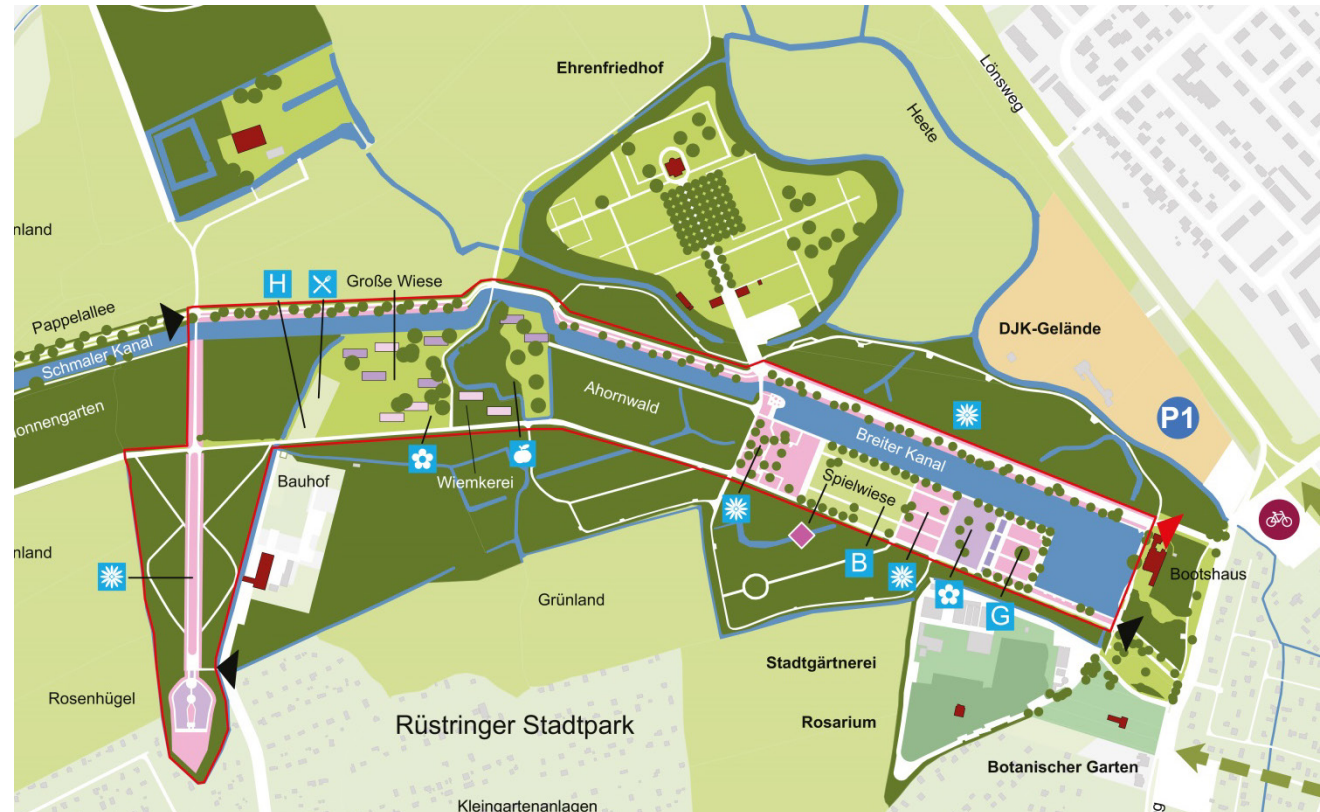 Ehrenfriedhof
Lönsweg
Heete
nland
H
Große Wiese
Pappelallee
DJK-Gelände
Schmaler Kanal
Ahornwald
P1
onnengarten
Breiter Kanal
Spielwiese
Bauhof
Wiemkerei
nland
B
Bootshaus
Grünland
G
Stadtgärtnerei
Rosenhügel
Rosarium
Rüstringer Stadtpark
Botanischer Garten
Kleingartenanlagen
g